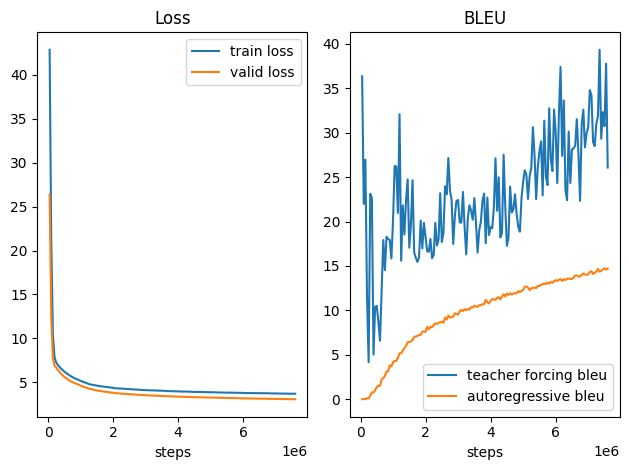 Loss
40
35
30
25
20
15
10
5
0
2
4
6
1e6
steps
train loss
valid loss
BLEU
40
35
30
25
20
15
10
5
0
0
2
4
6
1e6
steps
teacher forcing bleu
autoregressive bleu